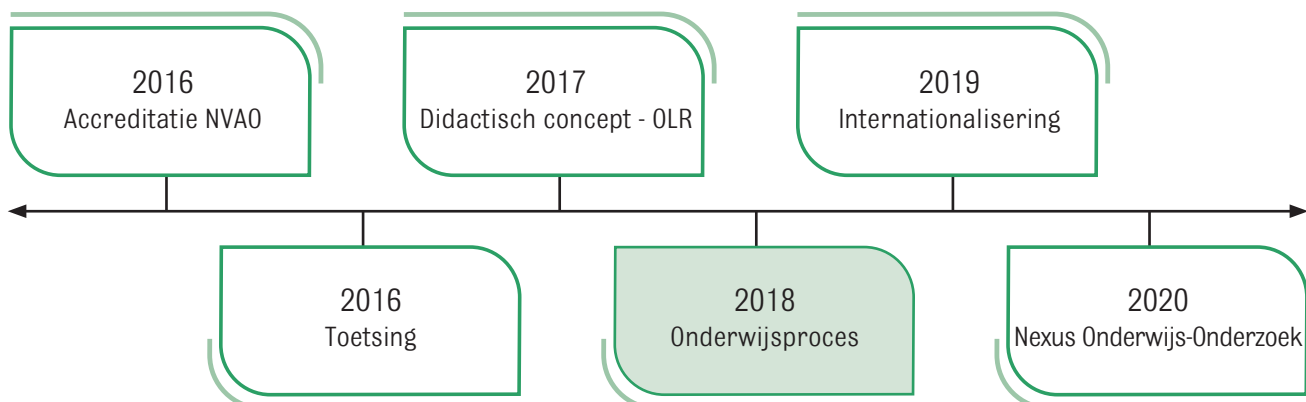 2016
Accreditatie NVAO
2017
Didactisch concept - OLR
2019
Internationalisering
2016
Toetsing
2018
Onderwijsproces
2020
Nexus Onderwijs-Onderzoek